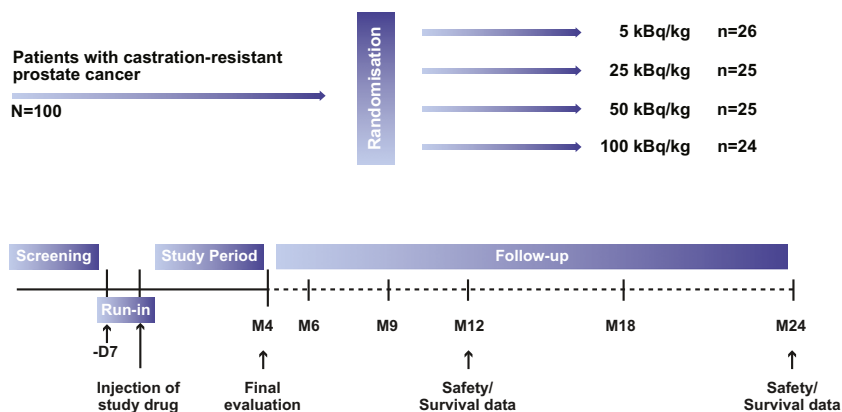 Patients with castration-resistant
prostate cancer
N=100
Randomisation
5 kBq/kg n=26
25 kBq/kg n=25
50 kBq/kg n=25
100 kBq/kg n=24
Screening
Study Period
Follow-up
Run-in
-D7
M4
M6
M9
M12
M18
M24
Injection of
study drug
Final
evaluation
Safety/
Survival data
Safety/
Survival data